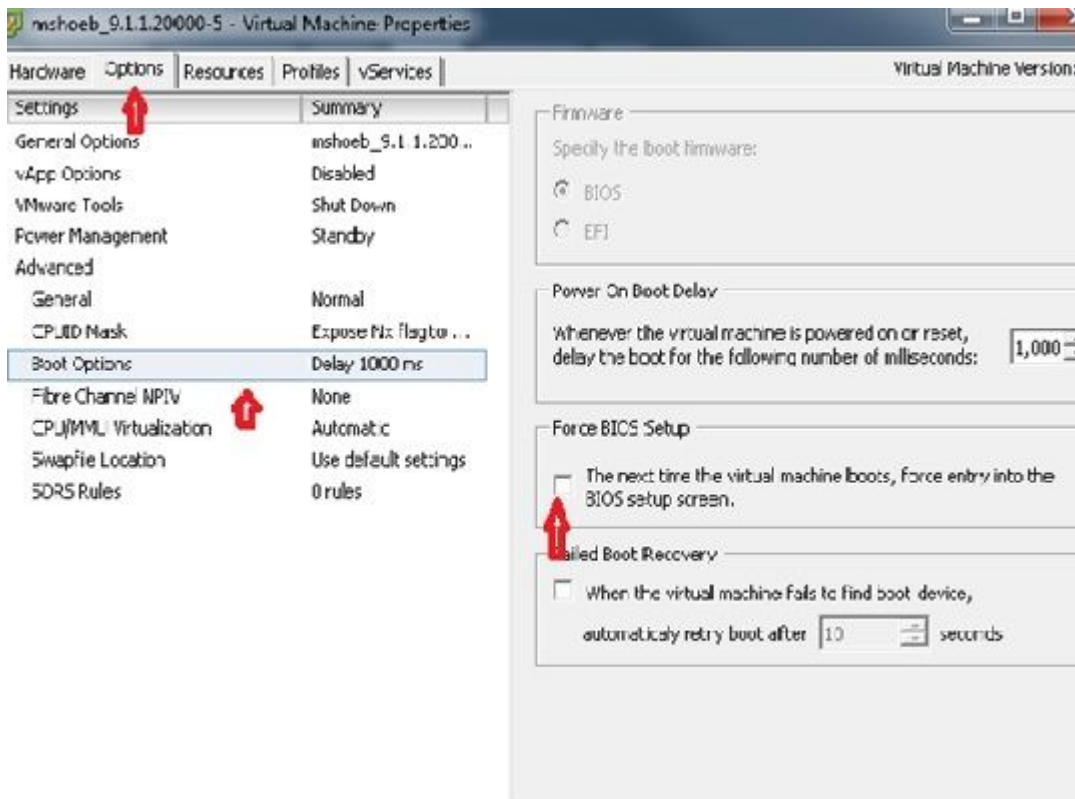 mshoeb_9.1.1.20000-5 - Virtual Machine Properties
Hardware Options Resources Profiles vServices Virtual Machine Version:
Settings Summary
General Options mshoeb_9.1.1.200...
vApp Options Disabled
VMware Tools Shut Down
Power Management Standby
Advanced
General Normal
CPUID Mask Expose Nx flag to ...
Boot Options Delay 1000 ms
Fibre Channel NPIV None
CPU/MMU Virtualization Automatic
Swapfile Location Use default settings
SDRS Rules 0 rules
Firmware
Specify the boot firmware:
BIOS
EFI
Power On Boot Delay
Whenever the virtual machine is powered on or reset,
delay the boot for the following number of milliseconds: 1,000
Force BIOS Setup
The next time the virtual machine boots, force entry into the
BIOS setup screen.
Failed Boot Recovery
When the virtual machine fails to find boot device,
automatically retry boot after 10 seconds